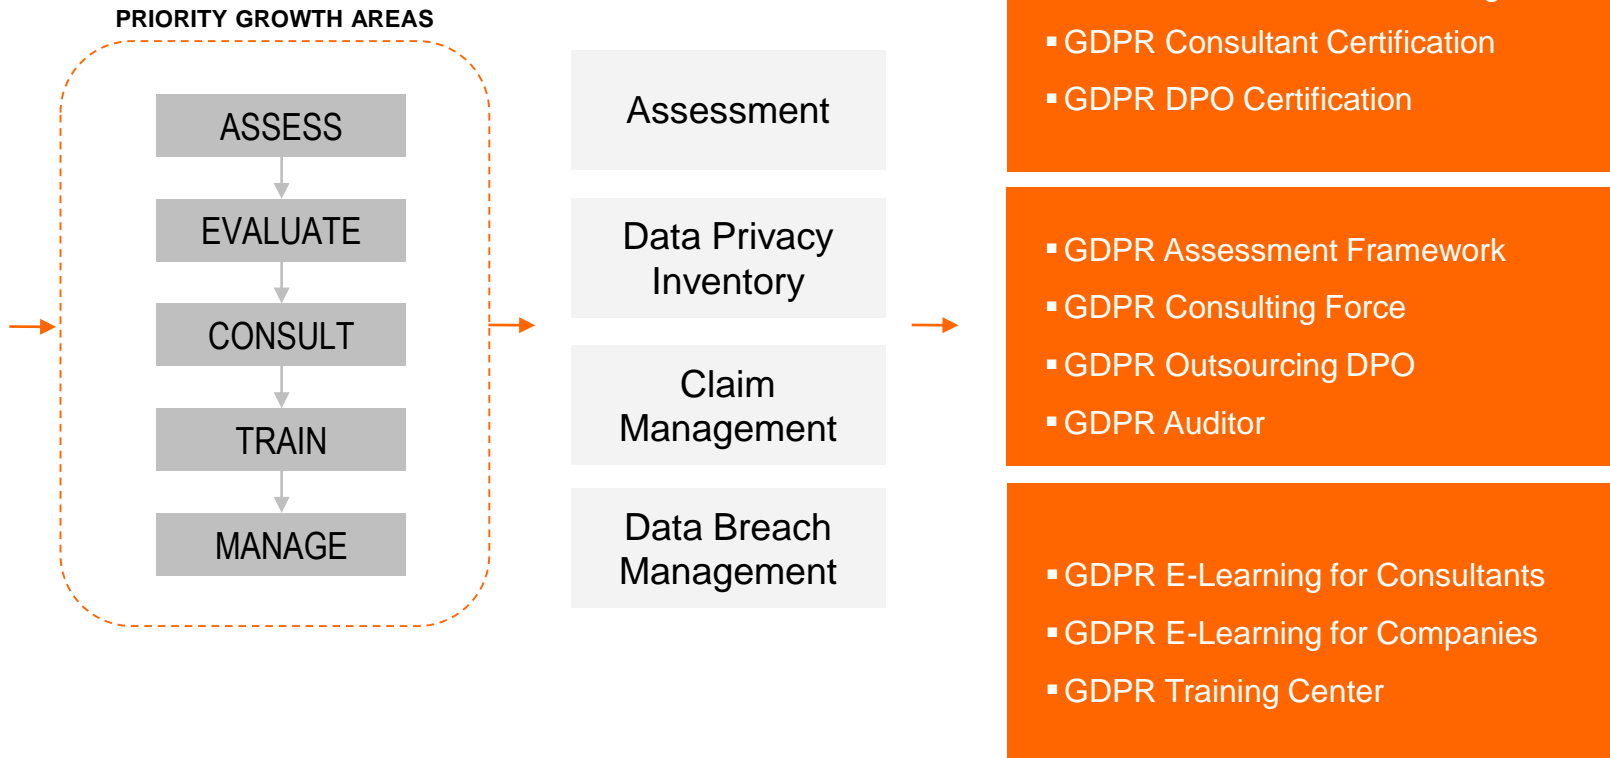 PRIORITY GROWTH AREAS
ASSESS
EVALUATE
CONSULT
TRAIN
MANAGE
Assessment
Data Privacy
Inventory
Claim
Management
Data Breach
Management
▪ GDPR Consultant Certification
▪ GDPR DPO Certification
▪ GDPR Assessment Framework
▪ GDPR Consulting Force
▪ GDPR Outsourcing DPO
▪ GDPR Auditor
▪ GDPR E-Learning for Consultants
▪ GDPR E-Learning for Companies
▪ GDPR Training Center